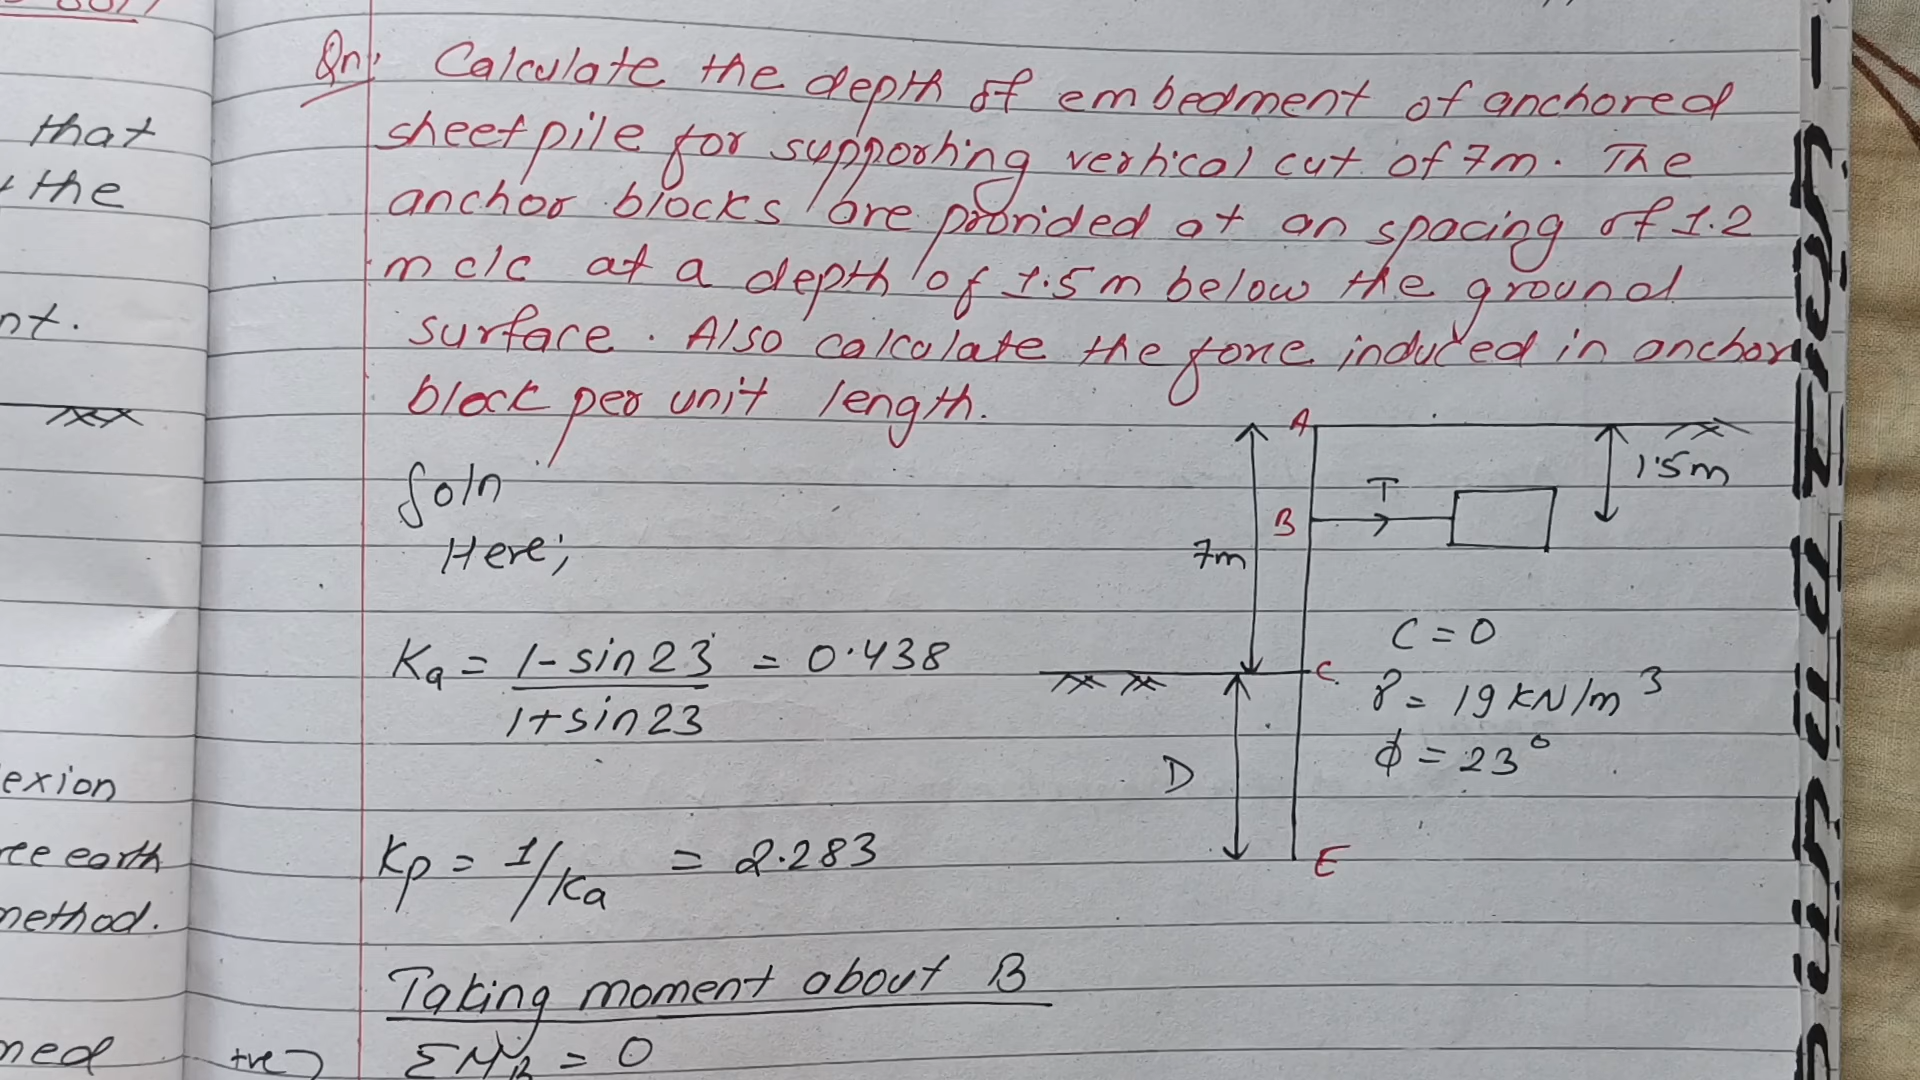 that
the
nt.
exion
ree earth
method.
ned
Qn: Calculate the depth of embedment of anchored
sheetpile for supporting vertical cut of 7m. The
anchor blocks are provided at an spacing of 1.2
m c/c at a depth of 1.5m below the ground
surface. Also calculate the force induced in anchor
block per unit length.
Soln
Here;
A
1.5m
T
B
7m
C = 0
C
γ = 19 KN/m³
φ = 23°
D
E
Ka = 1-sin23 / 1+sin23 = 0.438
Kp = 1/Ka = 2.283
Taking moment about B
+ve ΣMB = 0